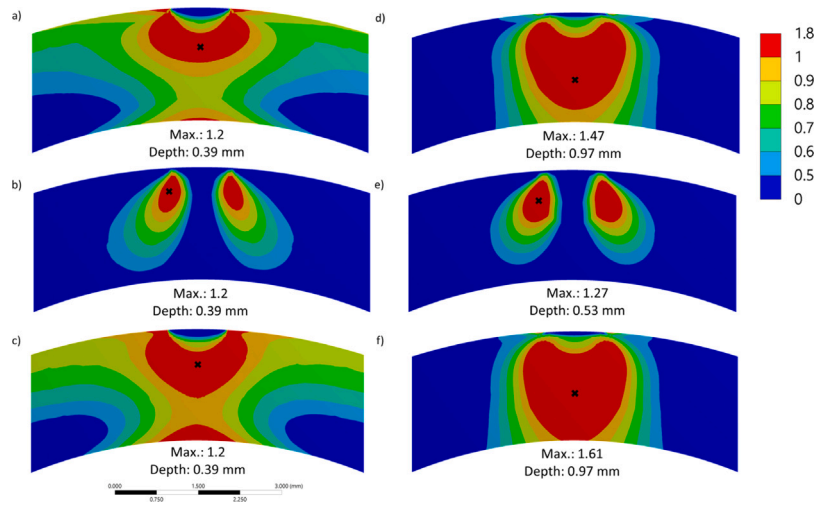 a)
Max.: 1.2
Depth: 0.39 mm
d)
Max.: 1.47
Depth: 0.97 mm
1.8
1
0.9
0.8
0.7
0.6
0.5
0
b)
Max.: 1.2
Depth: 0.39 mm
e)
Max.: 1.27
Depth: 0.53 mm
c)
Max.: 1.2
Depth: 0.39 mm
f)
Max.: 1.61
Depth: 0.97 mm
0.000 1.500 3.000 (mm)
0.750 2.250